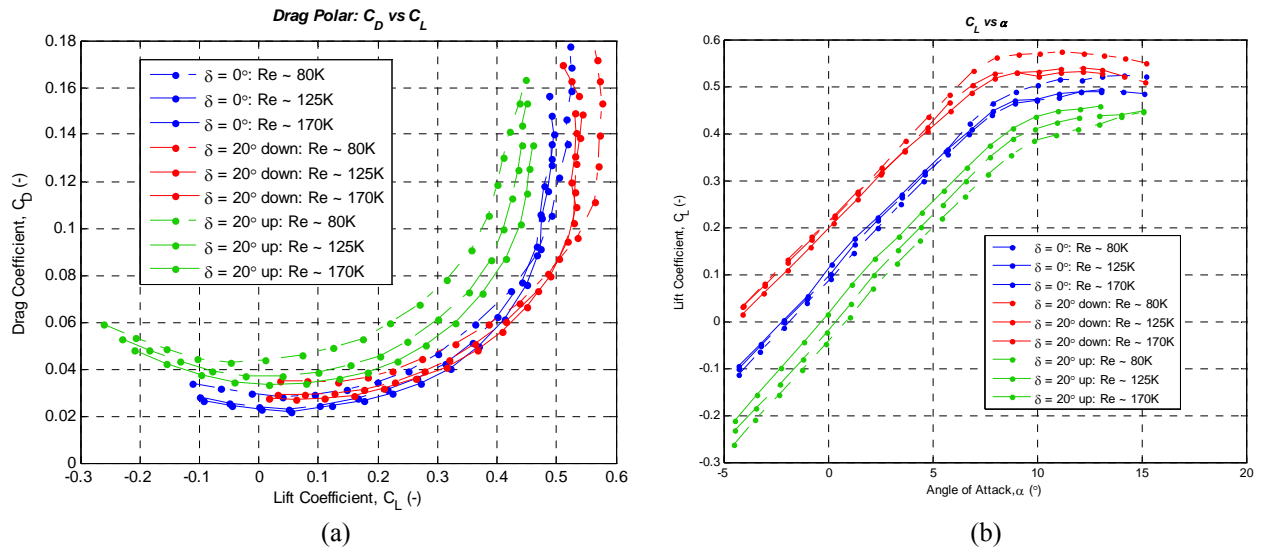 Drag Polar: C_D vs C_L
0.18
0.16
0.14
0.12
0.1
0.08
0.06
0.04
0.02
0
Drag Coefficient, C_D (-)
δ = 0°: Re ~ 80K
δ = 0°: Re ~ 125K
δ = 0°: Re ~ 170K
δ = 20° down: Re ~ 80K
δ = 20° down: Re ~ 125K
δ = 20° down: Re ~ 170K
δ = 20° up: Re ~ 80K
δ = 20° up: Re ~ 125K
δ = 20° up: Re ~ 170K
-0.3 -0.2 -0.1 0 0.1 0.2 0.3 0.4 0.5 0.6
Lift Coefficient, C_L (-)
(a)
C_L vs α
0.6
0.5
0.4
0.3
0.2
0.1
0
-0.1
-0.2
-0.3
Lift Coefficient, C_L (-)
δ = 0°: Re ~ 80K
δ = 0°: Re ~ 125K
δ = 0°: Re ~ 170K
δ = 20° down: Re ~ 80K
δ = 20° down: Re ~ 125K
δ = 20° down: Re ~ 170K
δ = 20° up: Re ~ 80K
δ = 20° up: Re ~ 125K
δ = 20° up: Re ~ 170K
-5 0 5 10 15 20
Angle of Attack,α (°)
(b)